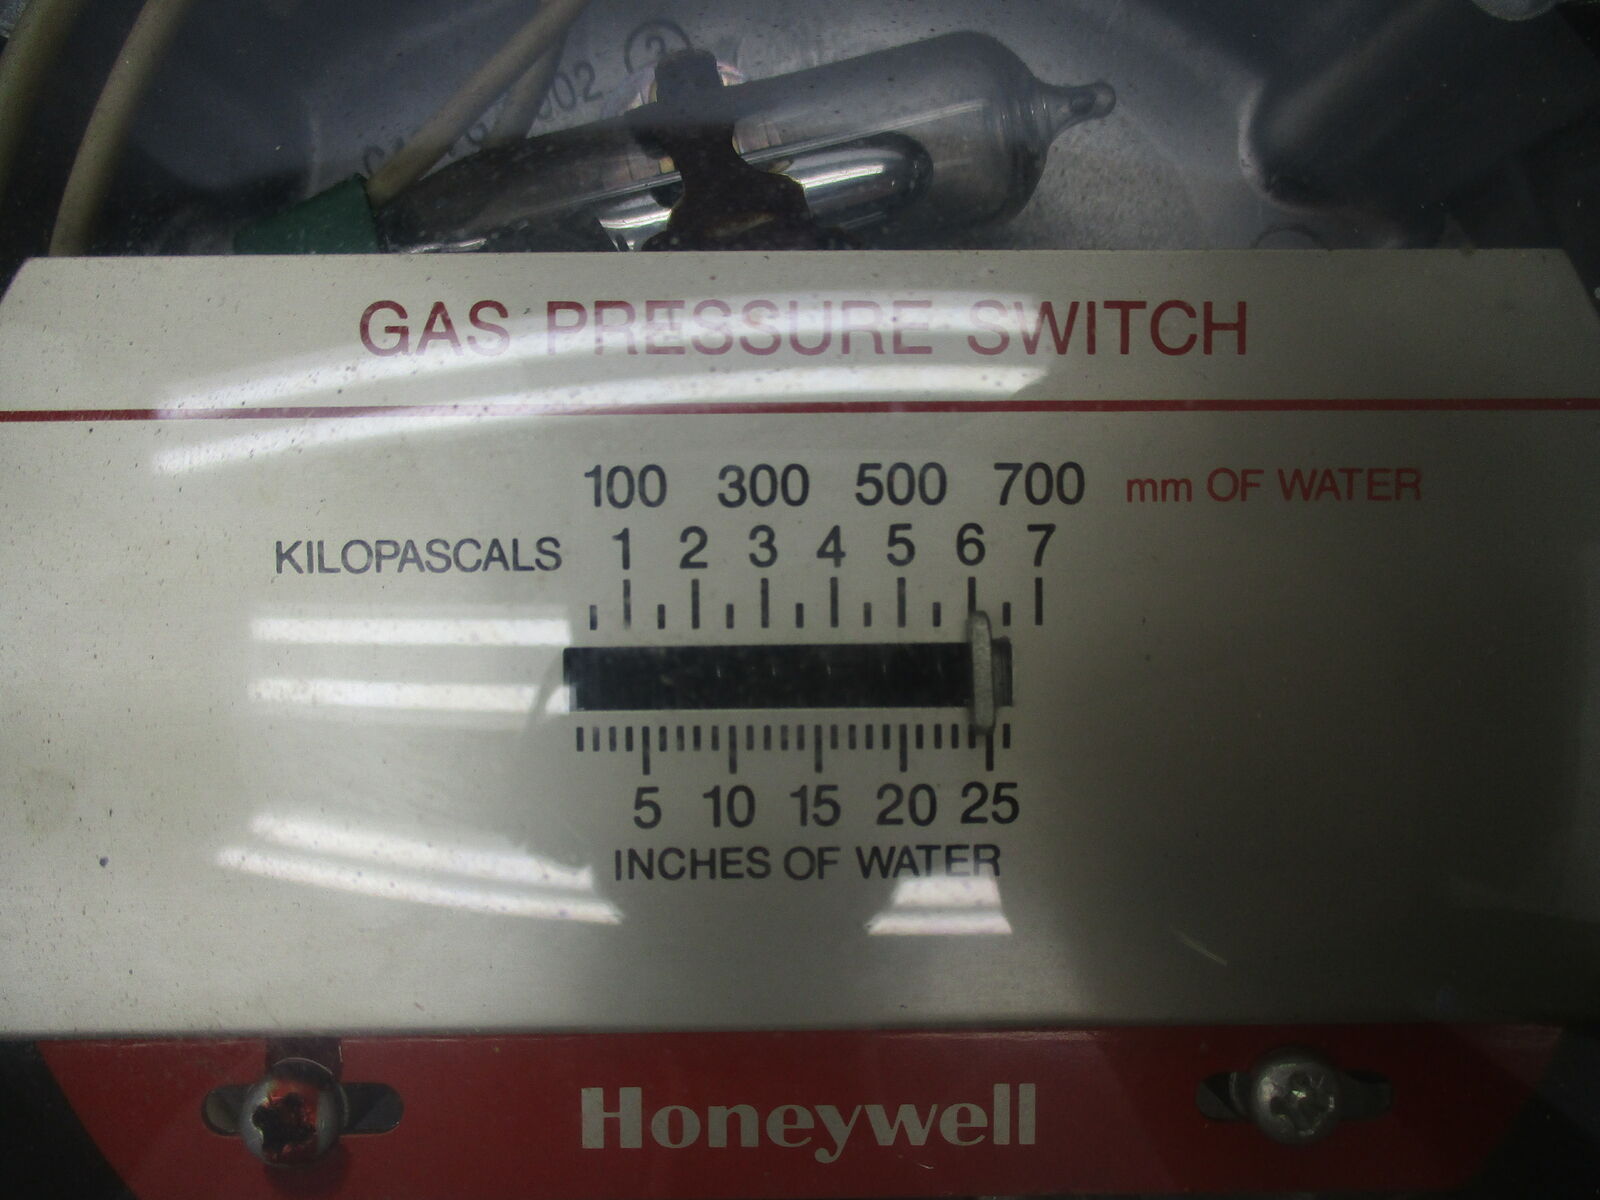 2
GAS PRESSURE SWITCH
100 300 500 700 mm OF WATER
KILOPASCALS 1 2 3 4 5 6 7
5 10 15 20 25
INCHES OF WATER
Honeywell